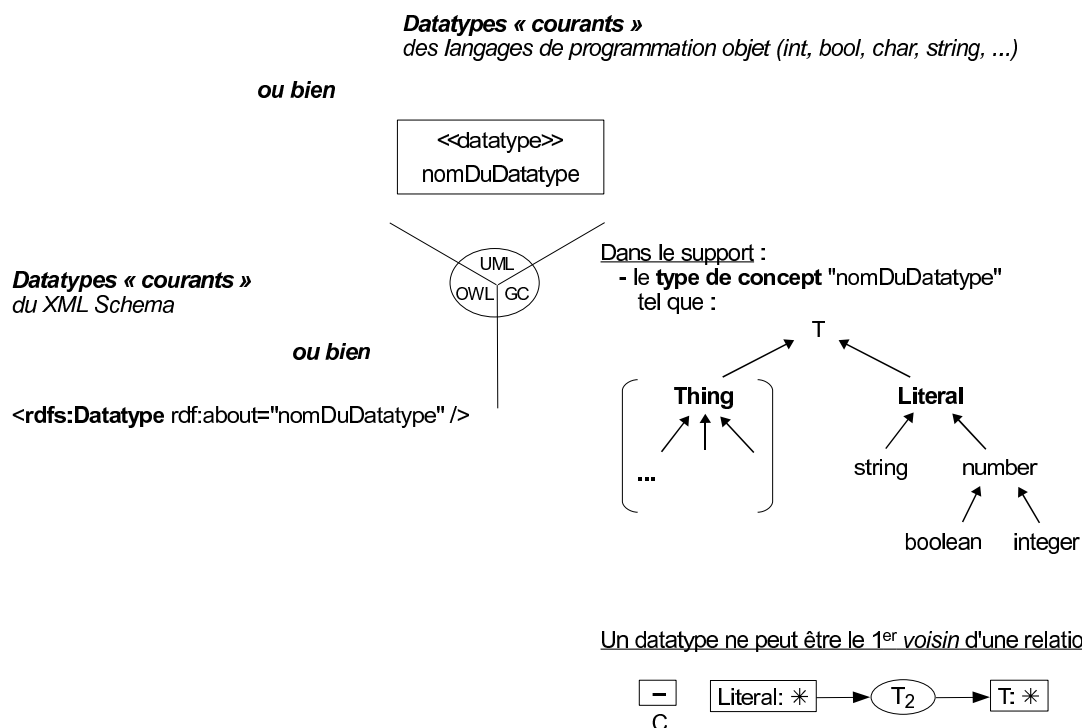 Datatypes « courants »
des langages de programmation objet (int, bool, char, string, ...)
ou bien
<<datatype>>
nomDuDatatype
UML
OWL GC
Datatypes « courants »
du XML Schema
ou bien
<rdfs:Datatype rdf:about="nomDuDatatype" />
Dans le support :
- le type de concept "nomDuDatatype"
tel que :
T
Thing Literal
... string number
boolean integer
Un datatype ne peut être le 1er voisin d'une relatio
– Literal: ✳ T2 T: ✳
C